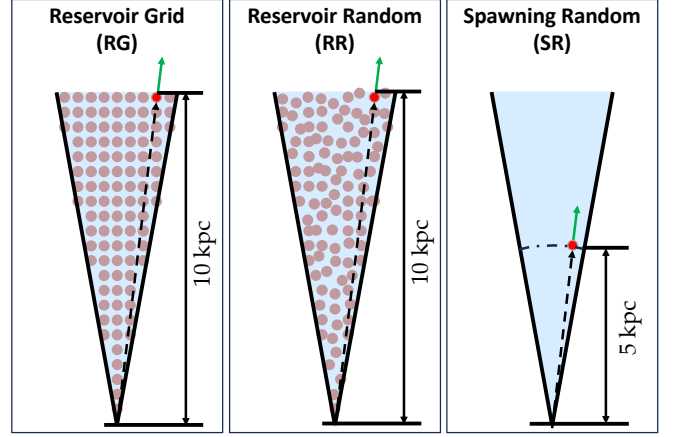 Reservoir Grid
(RG)
Reservoir Random
(RR)
Spawning Random
(SR)
10 kpc
10 kpc
5 kpc